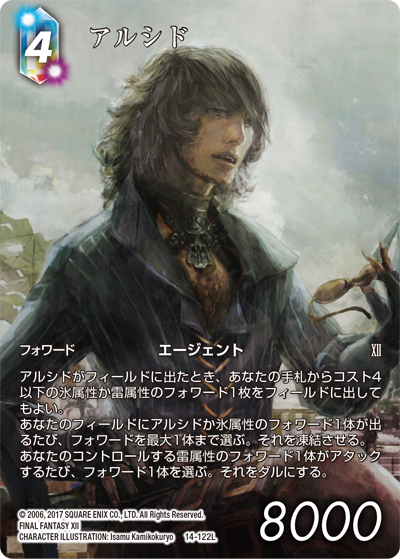 4
アルシド
フォワード エージェント XII
アルシドがフィールドに出たとき、あなたの手札からコスト4
以下の氷属性か雷属性のフォワード1枚をフィールドに出して
もよい。
あなたのフィールドにアルシドか氷属性のフォワード1体が出
るたび、フォワードを最大1体まで選ぶ。それを凍結させる。
あなたのコントロールする雷属性のフォワード1体がアタック
するたび、フォワード1体を選ぶ。それをダルにする。
© 2006, 2017 SQUARE ENIX CO., LTD. All Rights Reserved.
FINAL FANTASY XII
CHARACTER ILLUSTRATION: Isamu Kamikokuryo 14-122L
8000